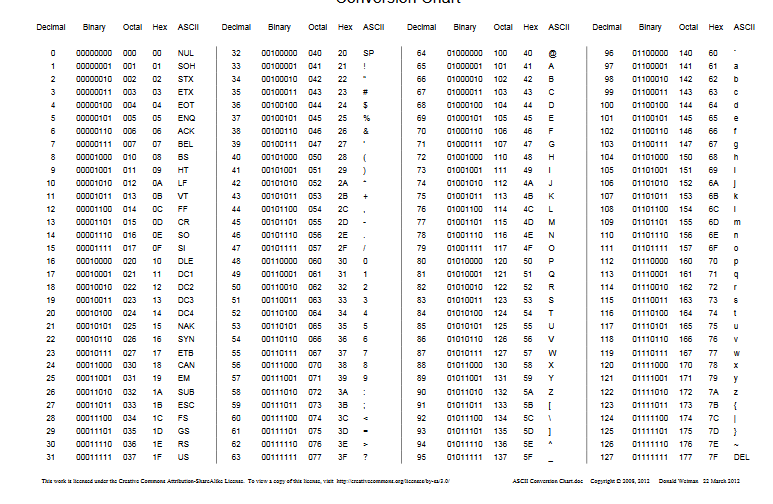 Conversion Chart
Decimal Binary Octal Hex ASCII Decimal Binary Octal Hex ASCII Decimal Binary Octal Hex ASCII Decimal Binary Octal Hex ASCII
0 00000000 000 00 NUL 32 00100000 040 20 SP 64 01000000 100 40 @ 96 01100000 140 60 `
1 00000001 001 01 SOH 33 00100001 041 21 ! 65 01000001 101 41 A 97 01100001 141 61 a
2 00000010 002 02 STX 34 00100010 042 22 " 66 01000010 102 42 B 98 01100010 142 62 b
3 00000011 003 03 ETX 35 00100011 043 23 # 67 01000011 103 43 C 99 01100011 143 63 c
4 00000100 004 04 EOT 36 00100100 044 24 $ 68 01000100 104 44 D 100 01100100 144 64 d
5 00000101 005 05 ENQ 37 00100101 045 25 % 69 01000101 105 45 E 101 01100101 145 65 e
6 00000110 006 06 ACK 38 00100110 046 26 & 70 01000110 106 46 F 102 01100110 146 66 f
7 00000111 007 07 BEL 39 00100111 047 27 ' 71 01000111 107 47 G 103 01100111 147 67 g
8 00001000 010 08 BS 40 00101000 050 28 ( 72 01001000 110 48 H 104 01101000 150 68 h
9 00001001 011 09 HT 41 00101001 051 29 ) 73 01001001 111 49 I 105 01101001 151 69 i
10 00001010 012 0A LF 42 00101010 052 2A * 74 01001010 112 4A J 106 01101010 152 6A j
11 00001011 013 0B VT 43 00101011 053 2B + 75 01001011 113 4B K 107 01101011 153 6B k
12 00001100 014 0C FF 44 00101100 054 2C , 76 01001100 114 4C L 108 01101100 154 6C l
13 00001101 015 0D CR 45 00101101 055 2D - 77 01001101 115 4D M 109 01101101 155 6D m
14 00001110 016 0E SO 46 00101110 056 2E . 78 01001110 116 4E N 110 01101110 156 6E n
15 00001111 017 0F SI 47 00101111 057 2F / 79 01001111 117 4F O 111 01101111 157 6F o
16 00010000 020 10 DLE 48 00110000 060 30 0 80 01010000 120 50 P 112 01110000 160 70 p
17 00010001 021 11 DC1 49 00110001 061 31 1 81 01010001 121 51 Q 113 01110001 161 71 q
18 00010010 022 12 DC2 50 00110010 062 32 2 82 01010010 122 52 R 114 01110010 162 72 r
19 00010011 023 13 DC3 51 00110011 063 33 3 83 01010011 123 53 S 115 01110011 163 73 s
20 00010100 024 14 DC4 52 00110100 064 34 4 84 01010100 124 54 T 116 01110100 164 74 t
21 00010101 025 15 NAK 53 00110101 065 35 5 85 01010101 125 55 U 117 01110101 165 75 u
22 00010110 026 16 SYN 54 00110110 066 36 6 86 01010110 126 56 V 118 01110110 166 76 v
23 00010111 027 17 ETB 55 00110111 067 37 7 87 01010111 127 57 W 119 01110111 167 77 w
24 00011000 030 18 CAN 56 00111000 070 38 8 88 01011000 130 58 X 120 01111000 170 78 x
25 00011001 031 19 EM 57 00111001 071 39 9 89 01011001 131 59 Y 121 01111001 171 79 y
26 00011010 032 1A SUB 58 00111010 072 3A : 90 01011010 132 5A Z 122 01111010 172 7A z
27 00011011 033 1B ESC 59 00111011 073 3B ; 91 01011011 133 5B [ 123 01111011 173 7B {
28 00011100 034 1C FS 60 00111100 074 3C < 92 01011100 134 5C \ 124 01111100 174 7C |
29 00011101 035 1D GS 61 00111101 075 3D = 93 01011101 135 5D ] 125 01111101 175 7D }
30 00011110 036 1E RS 62 00111110 076 3E > 94 01011110 136 5E ^ 126 01111110 176 7E ~
31 00011111 037 1F US 63 00111111 077 3F ? 95 01011111 137 5F _ 127 01111111 177 7F DEL
This work is licensed under the Creative Commons Attribution-ShareAlike License. To view a copy of this license, visit http://creativecommons.org/licenses/by-sa/3.0/ ASCII Conversion Chart.doc Copyright © 2008, 2012 Donald Weiman 22 March 2012